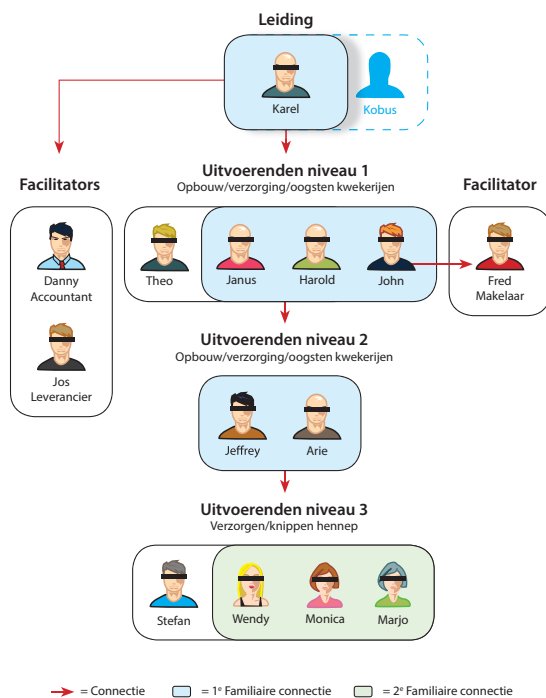 Leiding
Karel
Kobus
Uitvoerenden niveau 1
Opbouw/verzorging/oogsten kwekerijen
Facilitators
Facilitator
Danny
Accountant
Jos
Leverancier
Theo
Janus
Harold
John
Fred
Makelaar
Uitvoerenden niveau 2
Opbouw/verzorging/oogsten kwekerijen
Jeffrey
Arie
Uitvoerenden niveau 3
Verzorgen/knippen hennep
Stefan
Wendy
Monica
Marjo
= Connectie
= 1e Familiaire connectie
= 2e Familiaire connectie